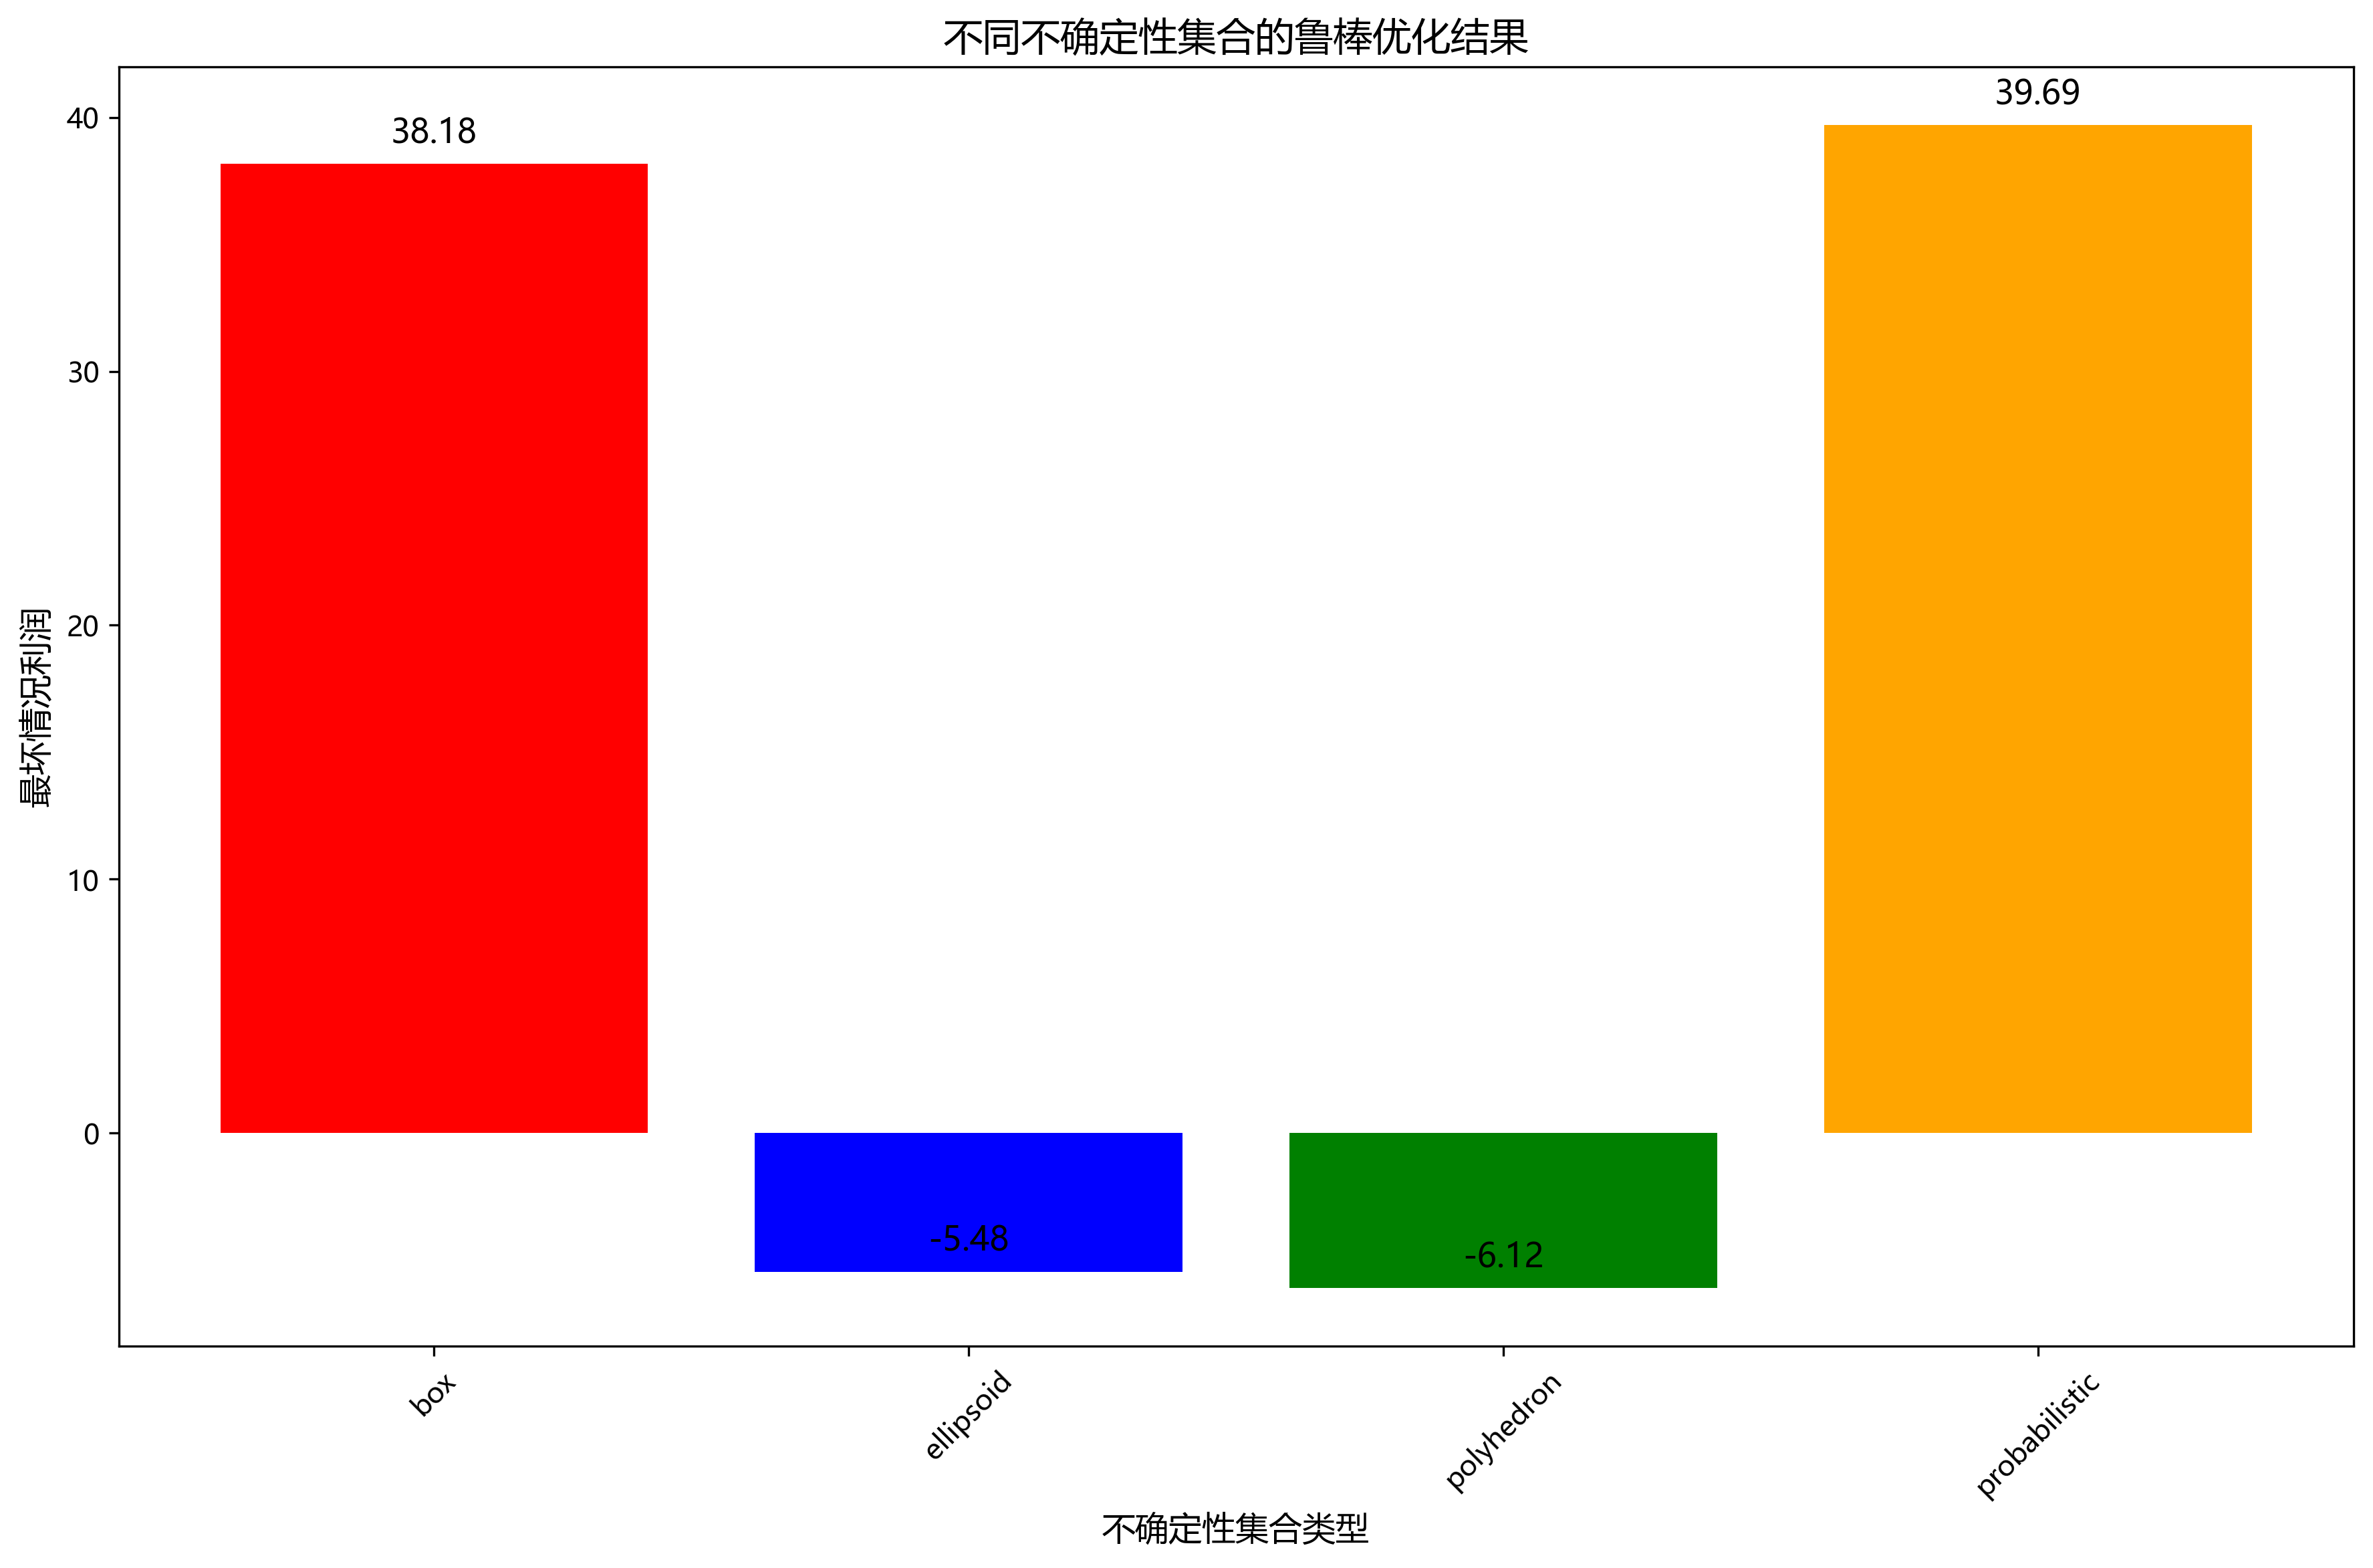 不同不确定性集合的鲁棒优化结果
最坏情况利润
40
30
20
10
0
38.18
-5.48
-6.12
39.69
box
ellipsoid
polyhedron
probabilistic
不确定性集合类型